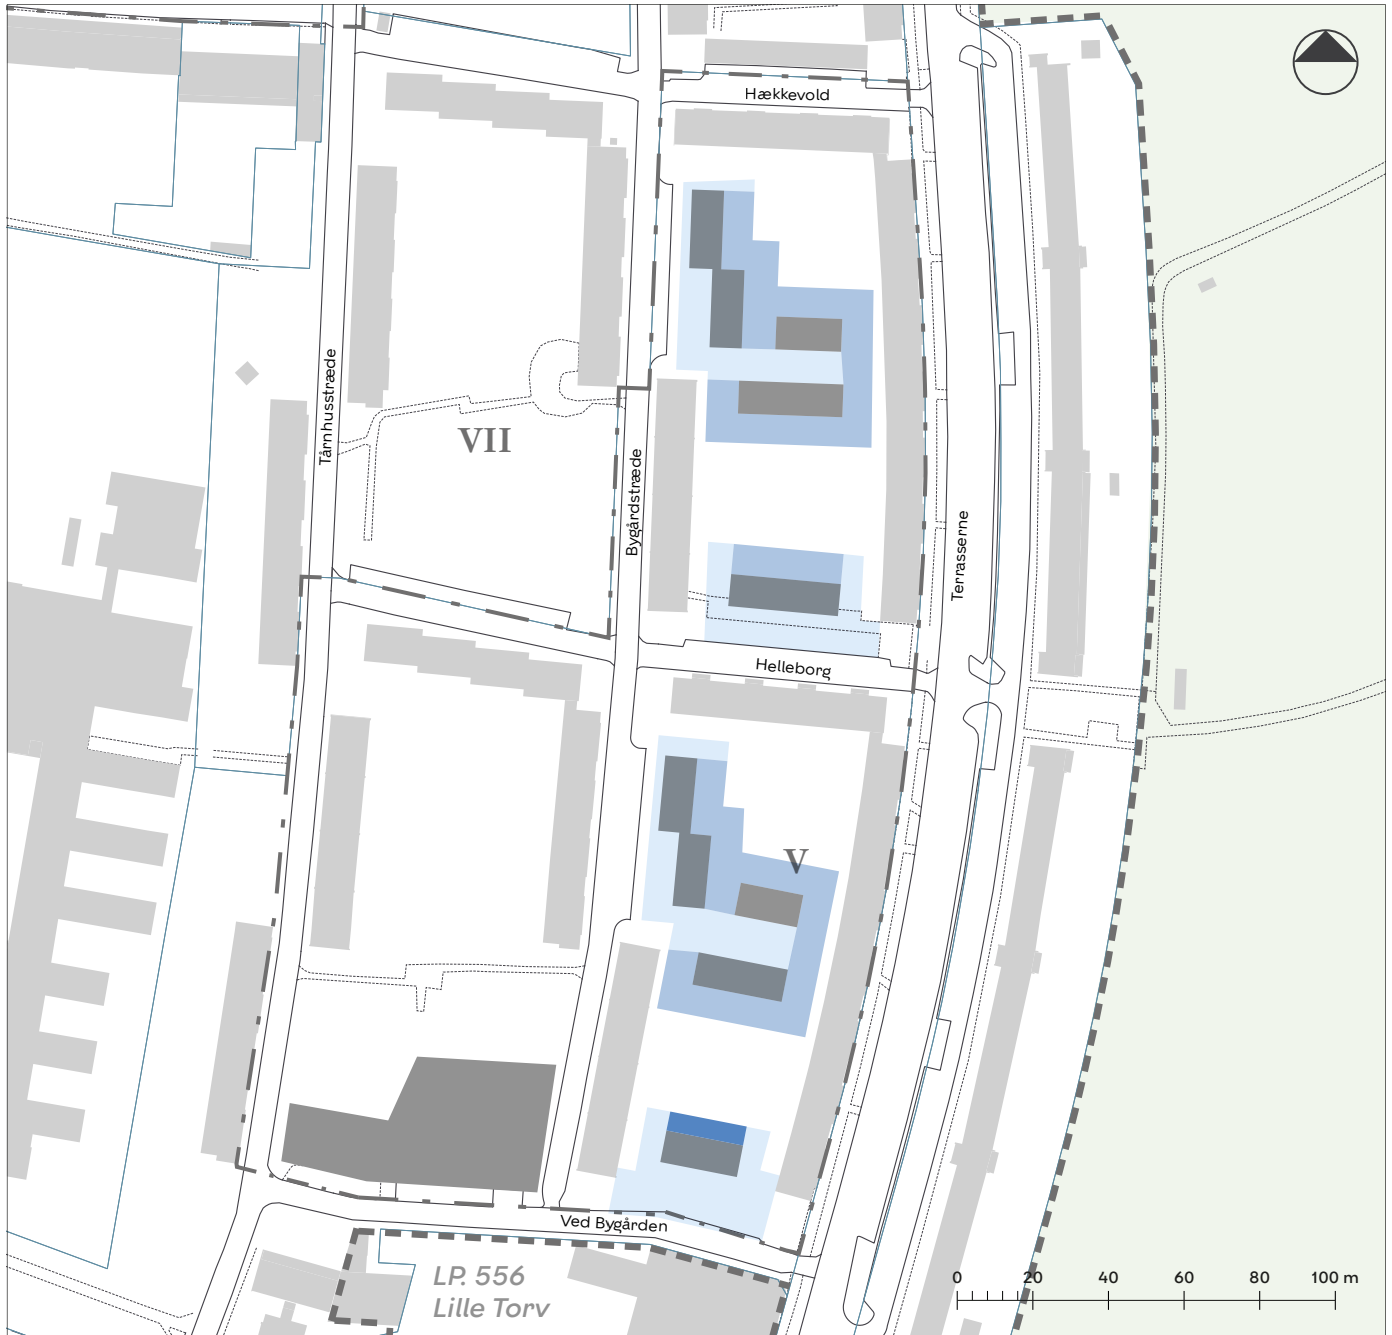 Hækkevold
Tårnhusstræde
VII
Bygårdstræde
Terrasserne
Helleborg
V
Ved Bygården
LP. 556
Lille Torv
0 20 40 60 80 100 m